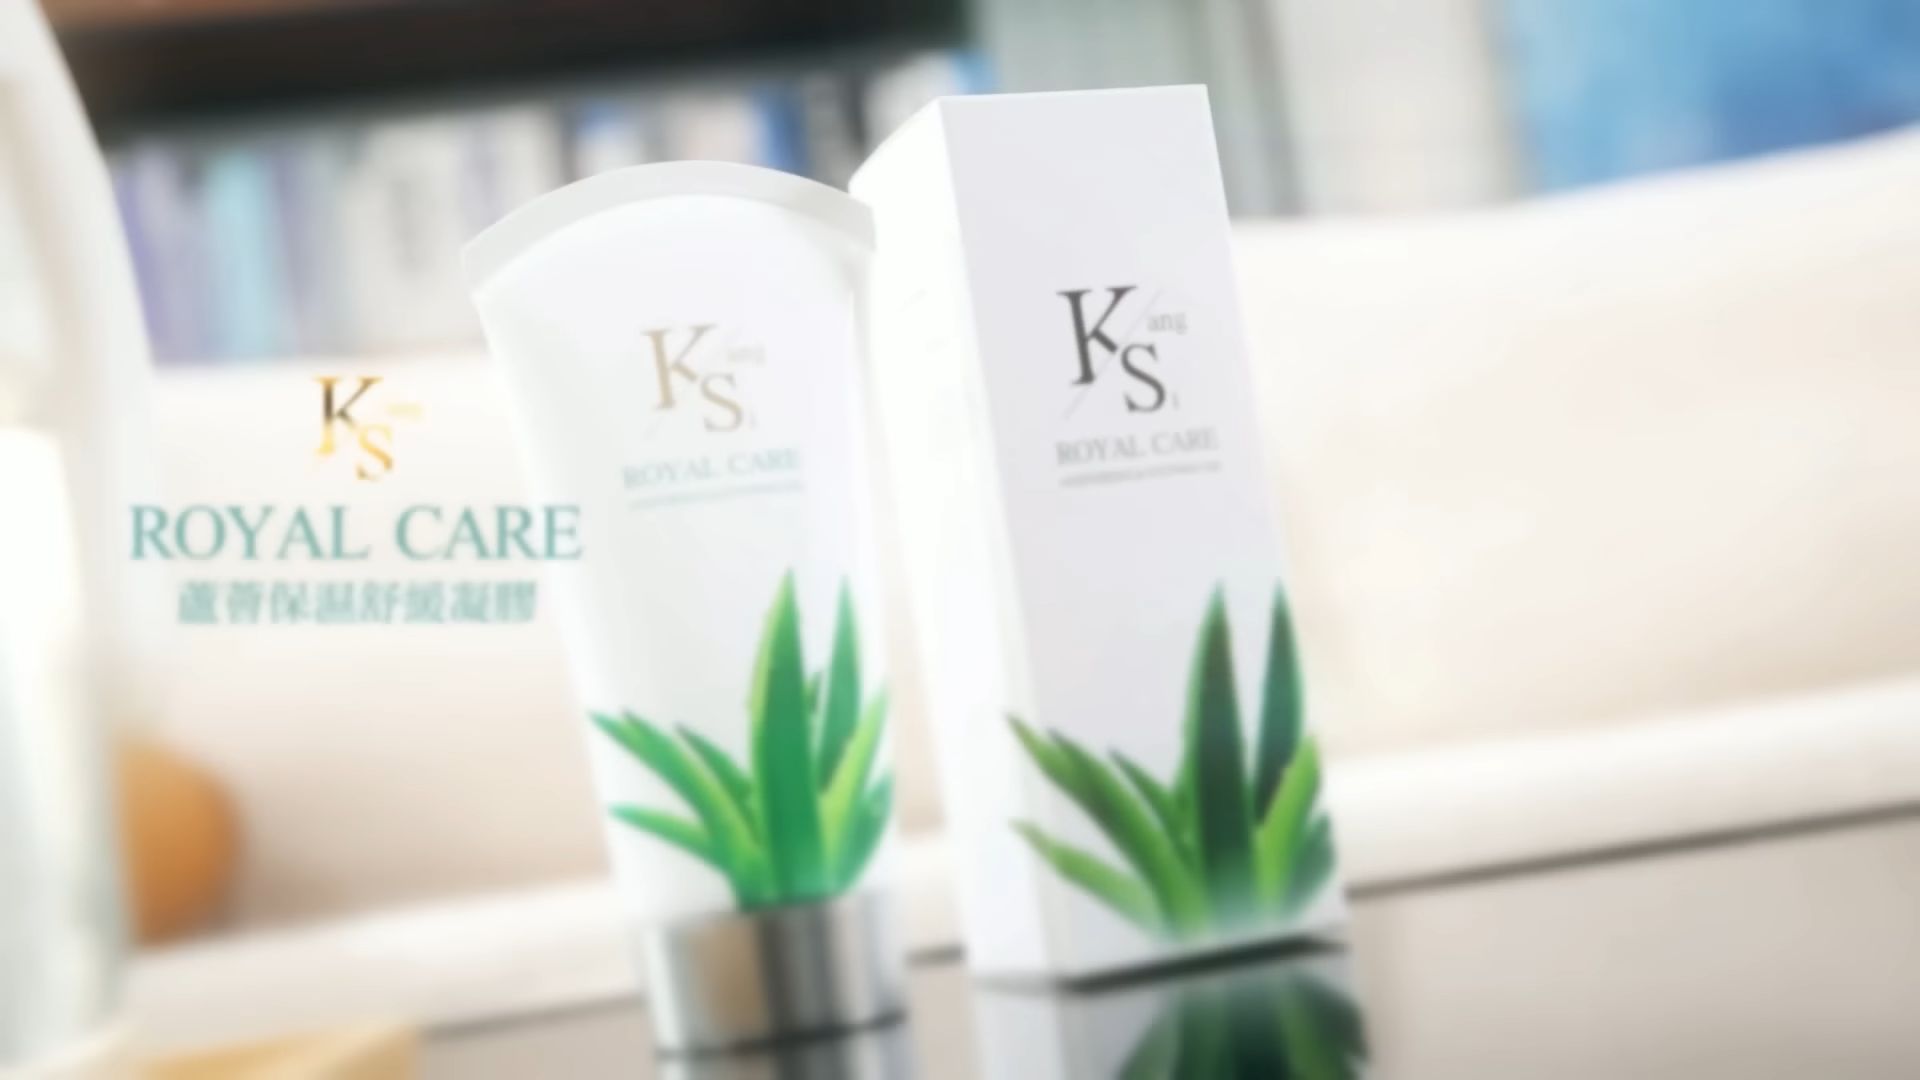 K ang
S
ROYAL CARE
蘆薈保濕舒緩凝膠
K ang
S i
ROYAL CARE
K ang
S i
ROYAL CARE